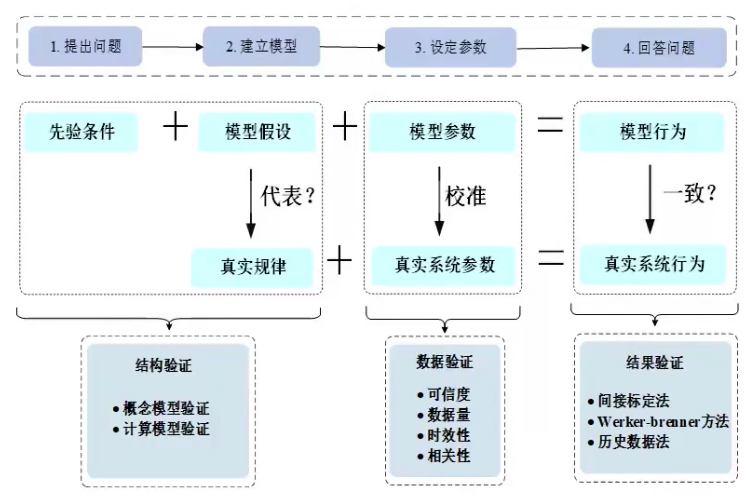 1. 提出问题
2. 建立模型
3. 设定参数
4. 回答问题
先验条件
+
模型假设
+
模型参数
=
模型行为
代表？
校准
一致？
真实规律
+
真实系统参数
=
真实系统行为
结构验证
● 概念模型验证
● 计算模型验证
数据验证
● 可信度
● 数据量
● 时效性
● 相关性
结果验证
● 间接标定法
● Werker-brenner方法
● 历史数据法